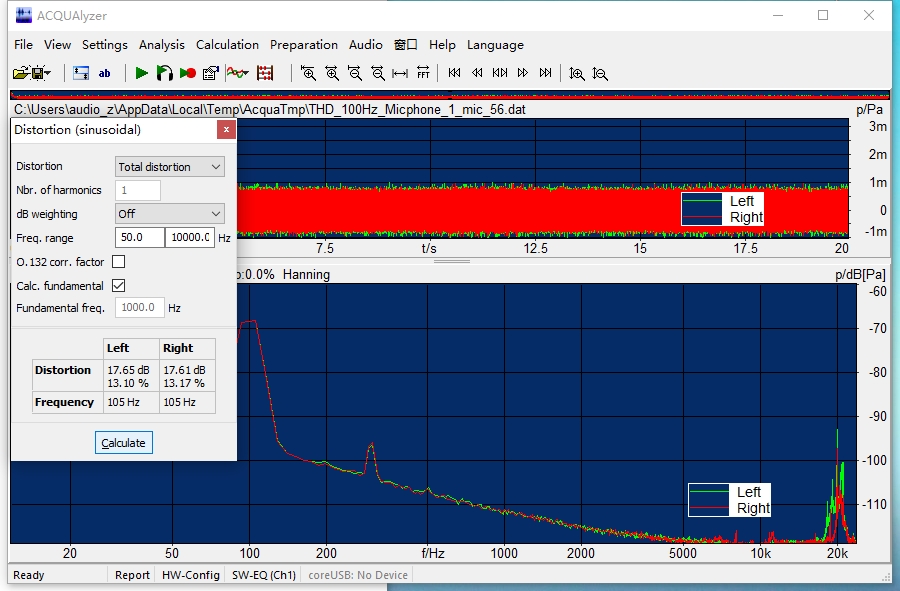 ACQUAlyzer
File View Settings Analysis Calculation Preparation Audio 窗口 Help Language
ab
FFT
C:\Users\audio_z\AppData\Local\Temp\AcquaTmp\THD_100Hz_Micphone_1_mic_56.dat p/Pa
Distortion (sinusoidal) x
Distortion Total distortion
Nbr. of harmonics 1
dB weighting Off
Freq. range 50.0 10000.0 Hz
O.132 corr. factor
Calc. fundamental
Fundamental freq. 1000.0 Hz
Left Right
Distortion 17.65 dB 17.61 dB
13.10 % 13.17 %
Frequency 105 Hz 105 Hz
Calculate
3m
2m
1m
0
-1m
Left
Right
7.5 t/s 12.5 15 17.5 20
p:0.0% Hanning p/dB[Pa]
-60
-70
-80
-90
-100
-110
Left
Right
20 50 100 200 f/Hz 1000 2000 5000 10k 20k
Ready Report HW-Config SW-EQ (Ch1) coreUSB: No Device